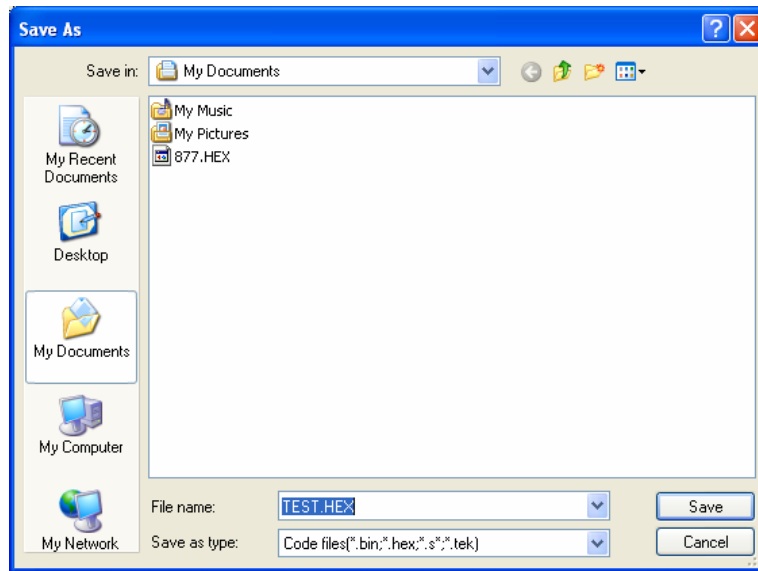 Save As
Save in: My Documents
My Music
My Pictures
877.HEX
My Recent
Documents
Desktop
My Documents
My Computer
My Network
File name: TEST.HEX Save
Save as type: Code files(*.bin;*.hex;*.s*;*.tek) Cancel